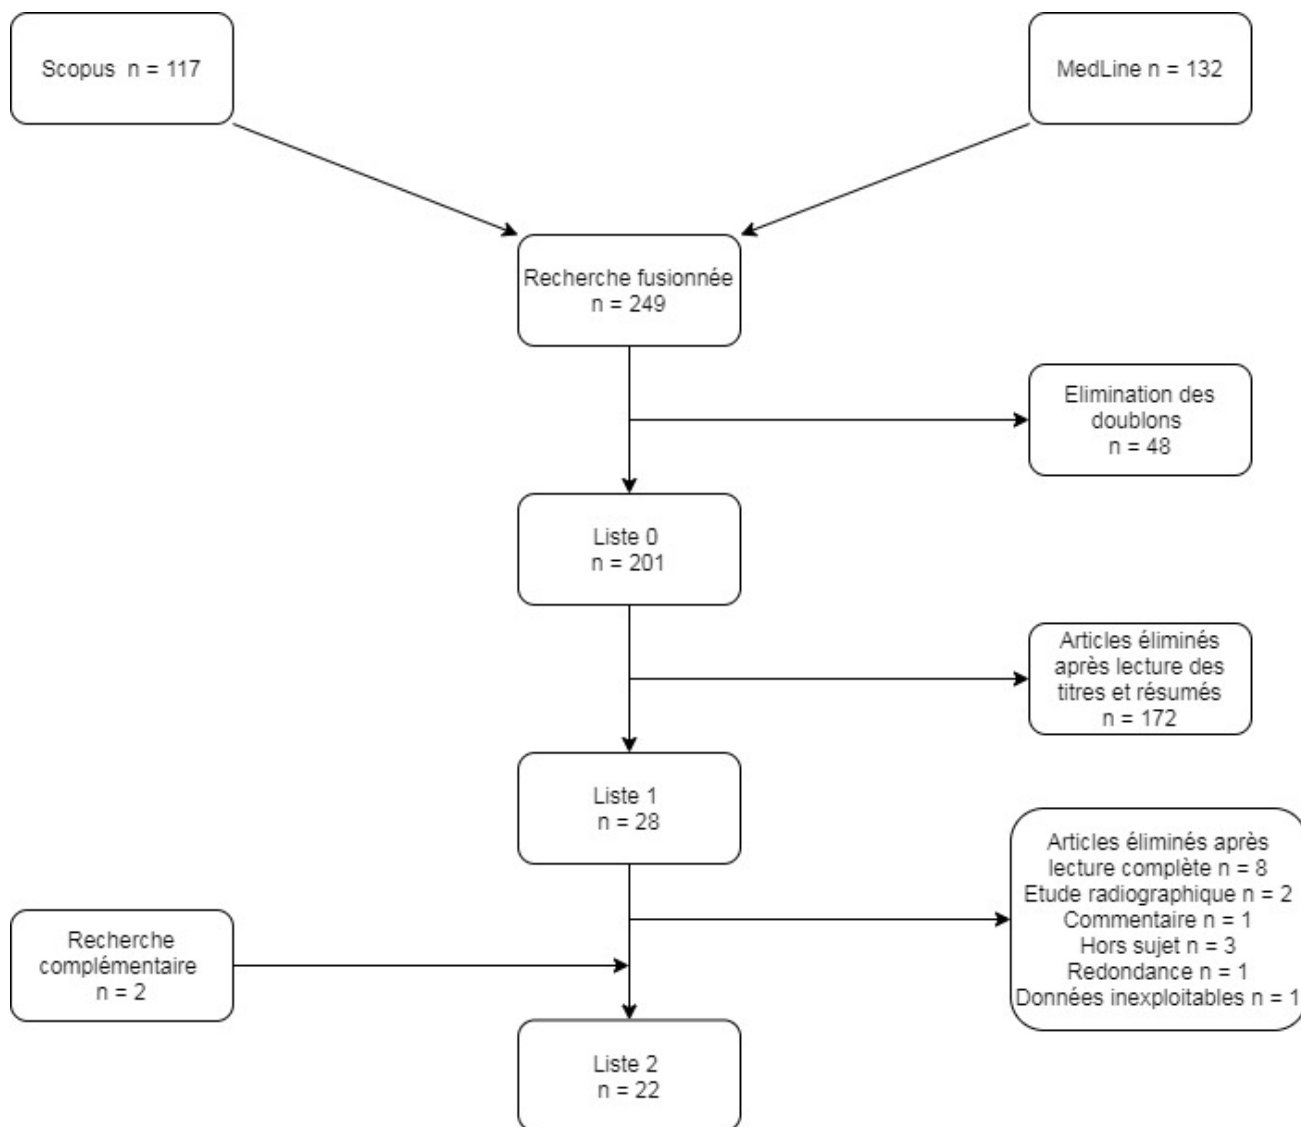 Scopus n = 117
MedLine n = 132
Recherche fusionnée
n = 249
Elimination des
doublons
n = 48
Liste 0
n = 201
Articles éliminés
après lecture des
titres et résumés
n = 172
Liste 1
n = 28
Articles éliminés après
lecture complète n = 8
Etude radiographique n = 2
Commentaire n = 1
Hors sujet n = 3
Redondance n = 1
Données inexploitables n = 1
Recherche
complémentaire
n = 2
Liste 2
n = 22